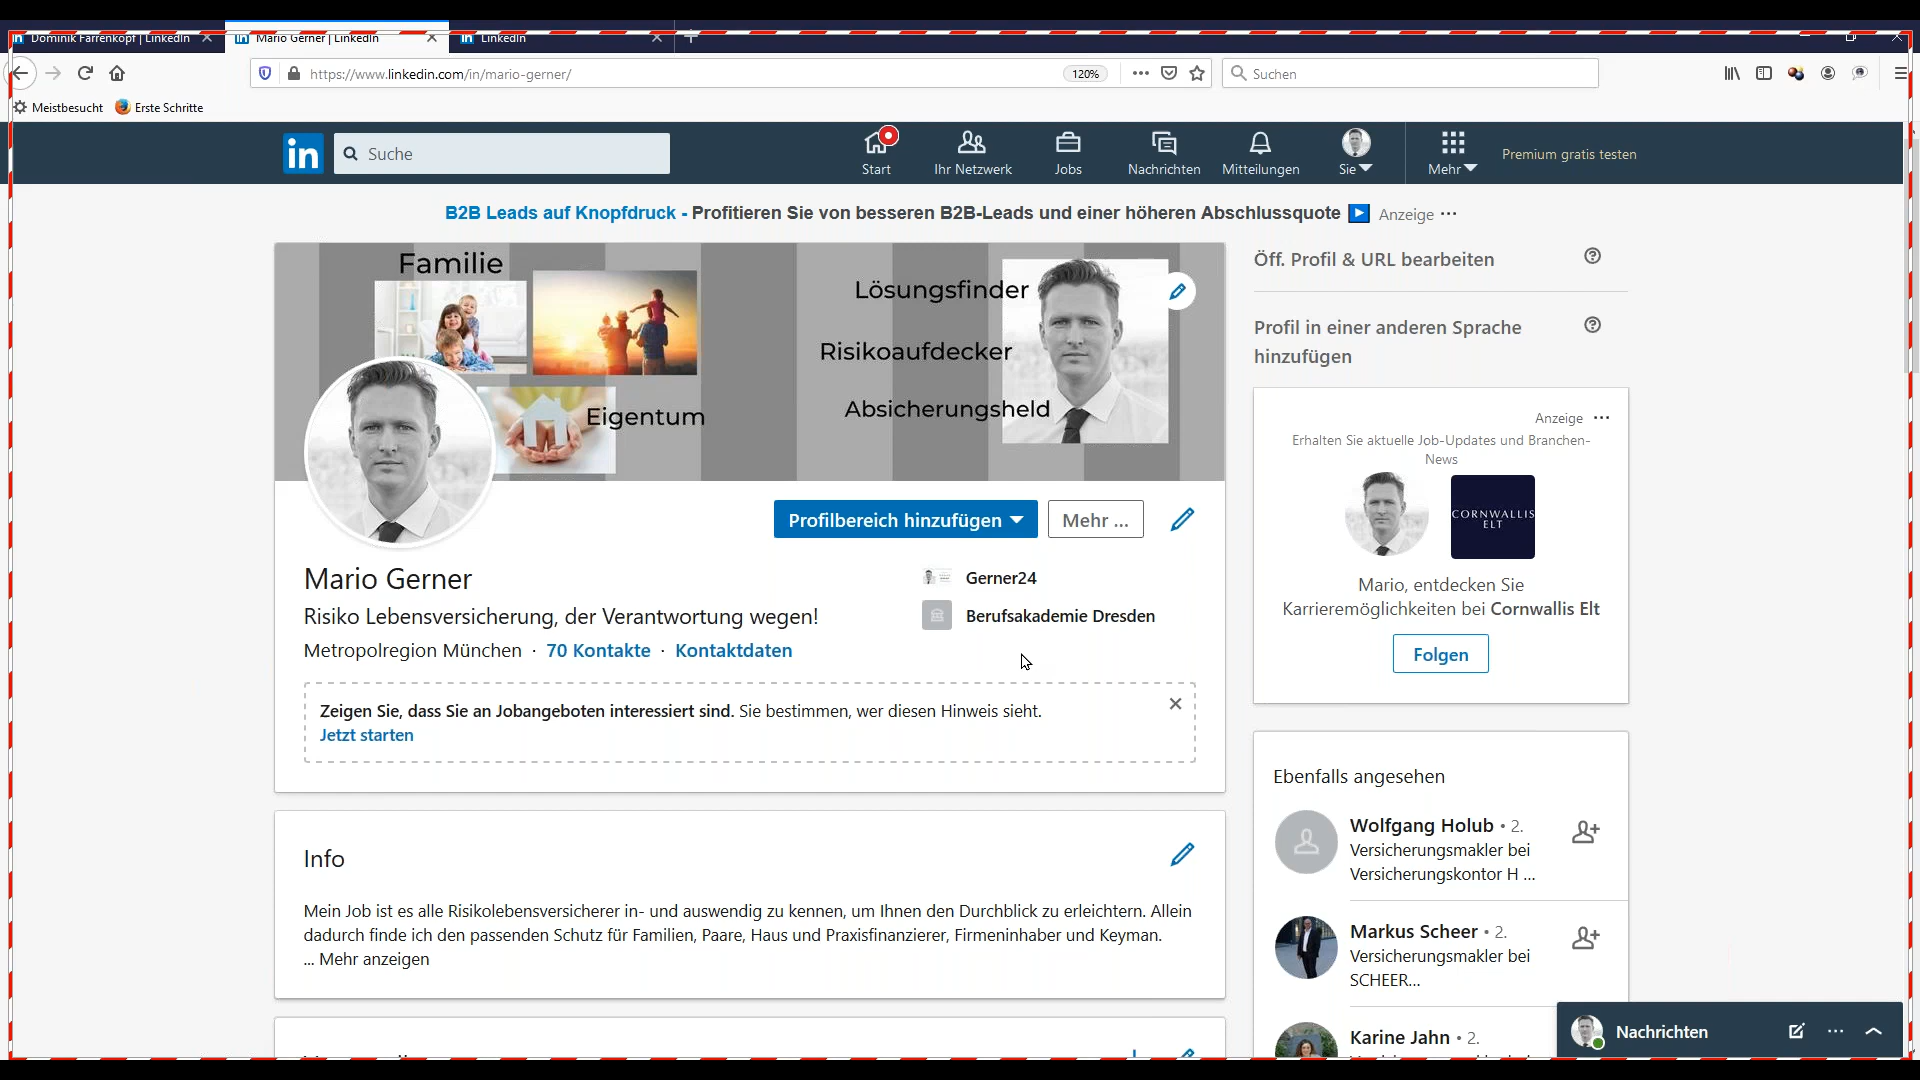 Dominik Farrenkopf | LinkedIn
Mario Gerner | LinkedIn
LinkedIn
https://www.linkedin.com/in/mario-gerner/
120%
Suchen
Meistbesucht
Erste Schritte
in
Suche
Start
Ihr Netzwerk
Jobs
Nachrichten
Mitteilungen
Sie
Mehr
Premium gratis testen
B2B Leads auf Knopfdruck - Profitieren Sie von besseren B2B-Leads und einer höheren Abschlussquote
Anzeige
Familie
Eigentum
Lösungsfinder
Risikoaufdecker
Absicherungsheld
Profilbereich hinzufügen
Mehr ...
Mario Gerner
Risiko Lebensversicherung, der Verantwortung wegen!
Metropolregion München · 70 Kontakte · Kontaktdaten
Gerner24
Berufsakademie Dresden
Zeigen Sie, dass Sie an Jobangeboten interessiert sind. Sie bestimmen, wer diesen Hinweis sieht.
Jetzt starten
Info
Mein Job ist es alle Risikolebensversicherer in- und auswendig zu kennen, um Ihnen den Durchblick zu erleichtern. Allein
dadurch finde ich den passenden Schutz für Familien, Paare, Haus und Praxisfinanzierer, Firmeninhaber und Keyman.
... Mehr anzeigen
Öff. Profil & URL bearbeiten
Profil in einer anderen Sprache
hinzufügen
Anzeige
Erhalten Sie aktuelle Job-Updates und Branchen-
News
CORNWALLIS
ELT
Mario, entdecken Sie
Karrieremöglichkeiten bei Cornwallis Elt
Folgen
Ebenfalls angesehen
Wolfgang Holub • 2.
Versicherungsmakler bei
Versicherungskontor H ...
Markus Scheer • 2.
Versicherungsmakler bei
SCHEER...
Karine Jahn • 2.
Nachrichten